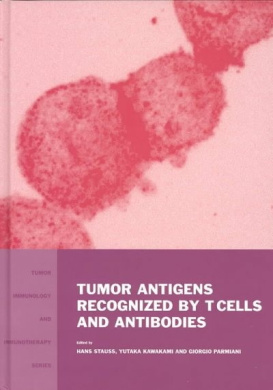 TUMOR
IMMUNOLOGY
AND
IMMUNOTHERAPY
SERIES
TUMOR ANTIGENS
RECOGNIZED BY T CELLS
AND ANTIBODIES
Edited by
HANS STAUSS, YUTAKA KAWAKAMI AND GIORGIO PARMIANI